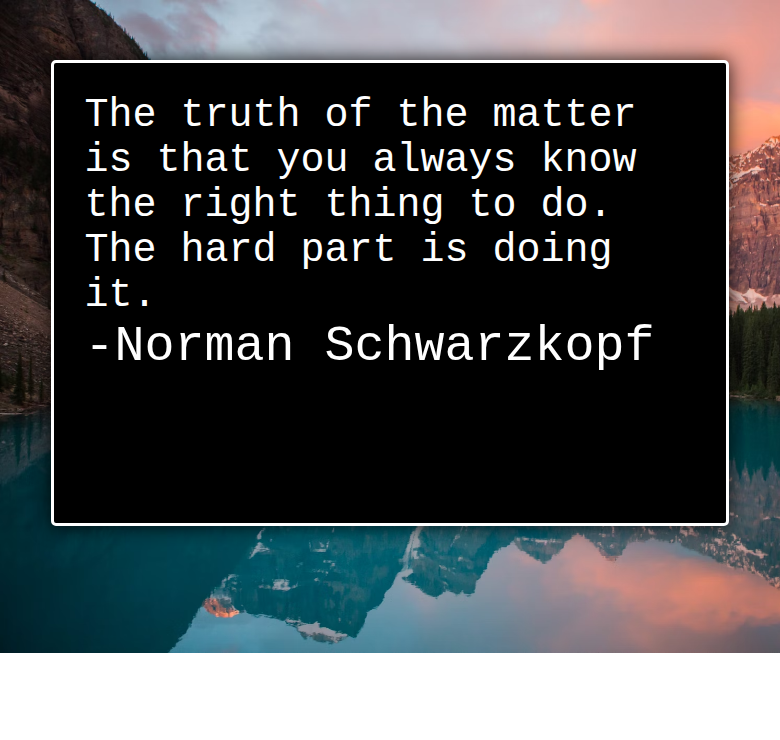 The truth of the matter
is that you always know
the right thing to do.
The hard part is doing
it.
-Norman Schwarzkopf